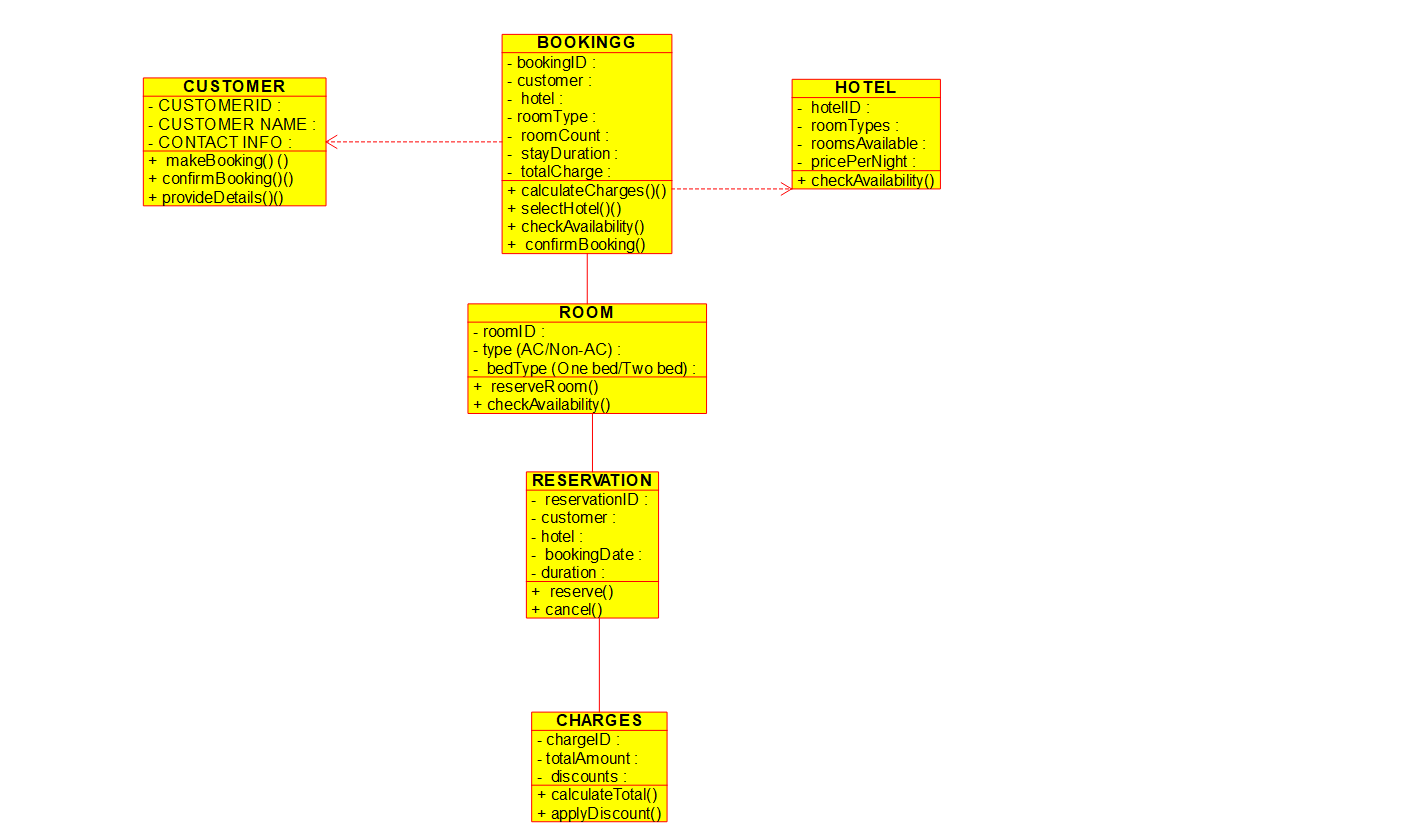 BOOKINGG
- bookingID :
- customer :
- hotel :
- roomType :
- roomCount :
- stayDuration :
- totalCharge :
+ calculateCharges()()
+ selectHotel()()
+ checkAvailability()
+ confirmBooking()
CUSTOMER
- CUSTOMERID :
- CUSTOMER NAME :
- CONTACT INFO :
+ makeBooking() ()
+ confirmBooking()()
+ provideDetails()()
HOTEL
- hotelID :
- roomTypes :
- roomsAvailable :
- pricePerNight :
+ checkAvailability()
ROOM
- roomID :
- type (AC/Non-AC) :
- bedType (One bed/Two bed) :
+ reserveRoom()
+ checkAvailability()
RESERVATION
- reservationID :
- customer :
- hotel :
- bookingDate :
- duration :
+ reserve()
+ cancel()
CHARGES
- chargeID :
- totalAmount :
- discounts :
+ calculateTotal()
+ applyDiscount()